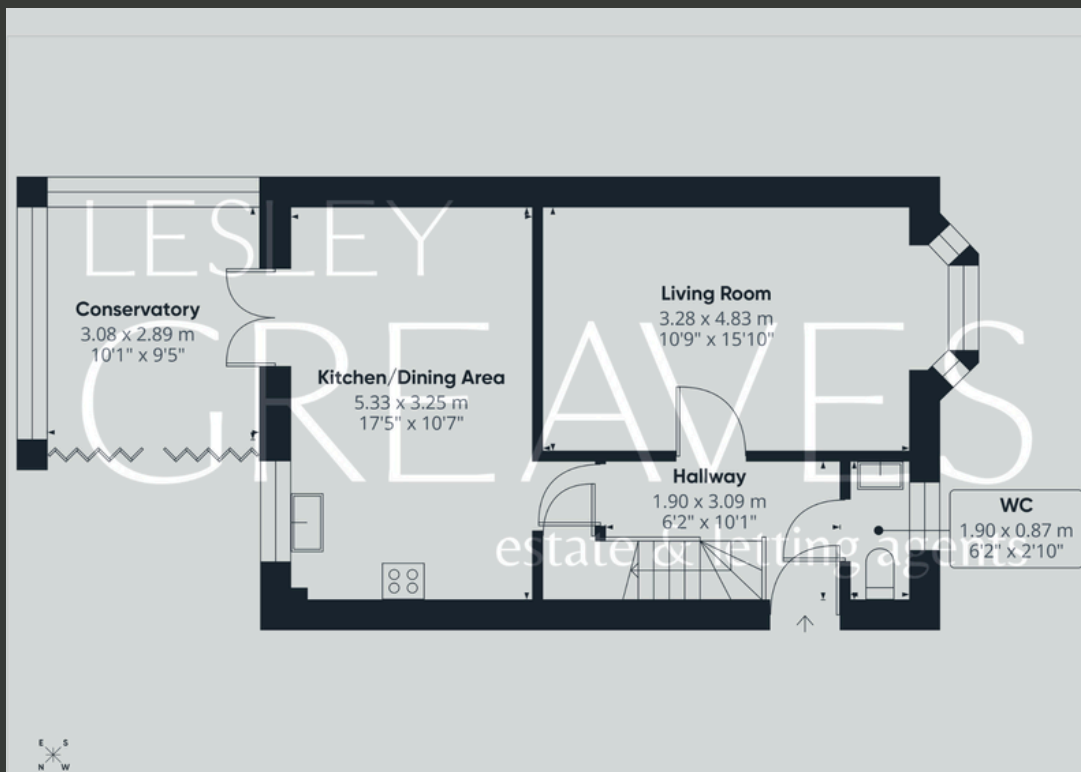 LESLEY
GREAVES
estate & letting agents
Conservatory
3.08 x 2.89 m
10'1" x 9'5"
Kitchen/Dining Area
5.33 x 3.25 m
17'5" x 10'7"
Living Room
3.28 x 4.83 m
10'9" x 15'10"
Hallway
1.90 x 3.09 m
6'2" x 10'1"
WC
1.90 x 0.87 m
6'2" x 2'10"
E S
N W